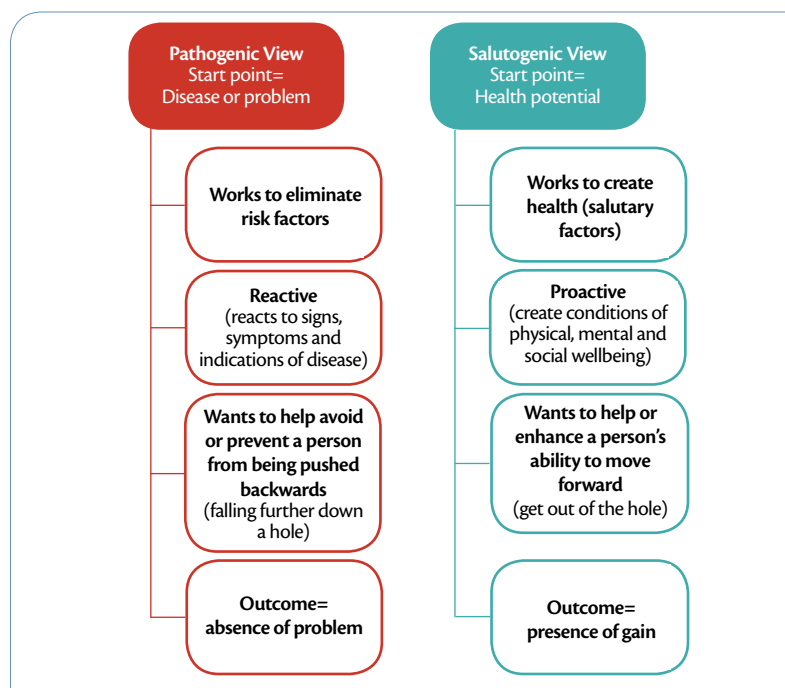 Pathogenic View
Start point=
Disease or problem
Works to eliminate
risk factors
Reactive
(reacts to signs,
symptoms and
indications of disease)
Wants to help avoid
or prevent a person
from being pushed
backwards
(falling further down
a hole)
Outcome=
absence of problem
Salutogenic View
Start point=
Health potential
Works to create
health (salutary
factors)
Proactive
(create conditions of
physical, mental and
social wellbeing)
Wants to help or
enhance a person’s
ability to move
forward
(get out of the hole)
Outcome=
presence of gain